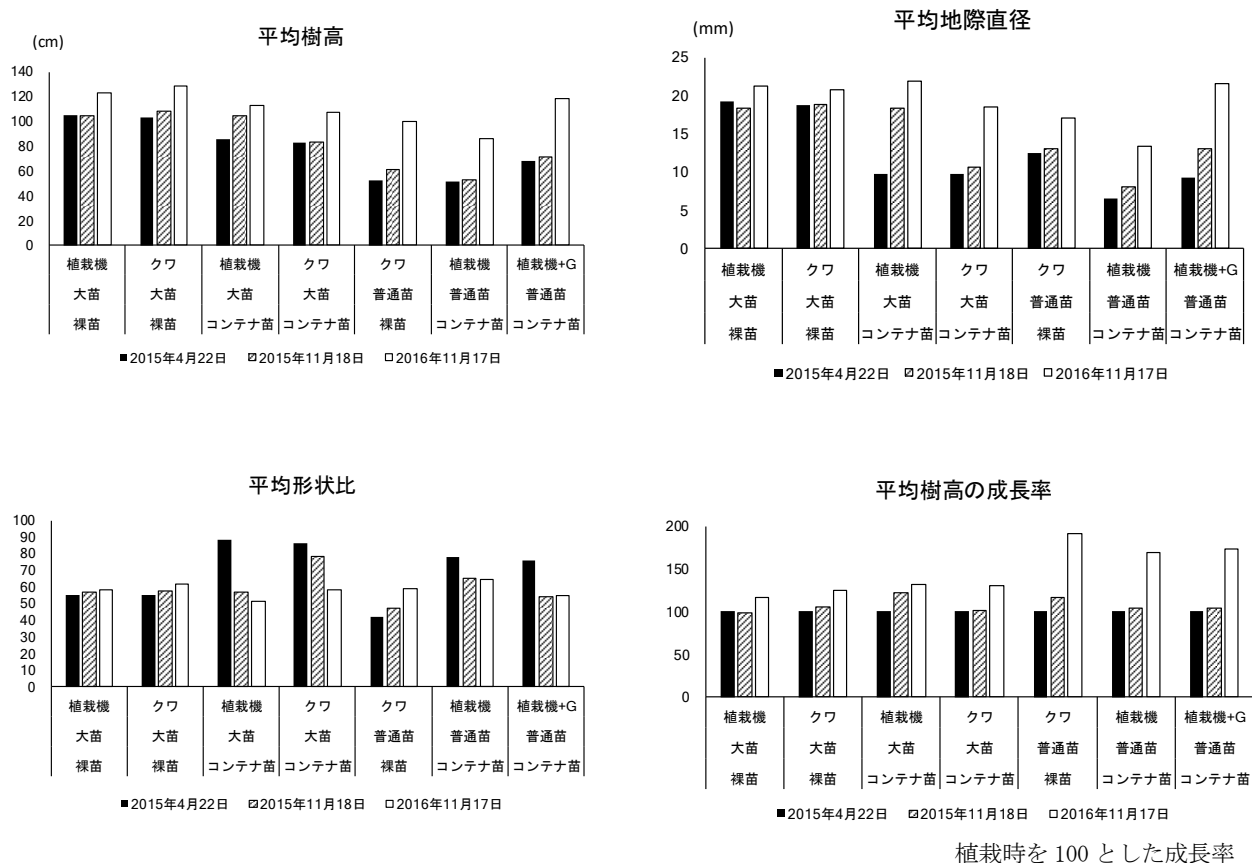 平均樹高
(cm)
140
120
100
80
60
40
20
0
植栽機 クワ 植栽機 クワ クワ 植栽機 植栽機+G
大苗 大苗 大苗 大苗 普通苗 普通苗 普通苗
裸苗 裸苗 コンテナ苗 コンテナ苗 裸苗 コンテナ苗 コンテナ苗
■2015年4月22日 ▨2015年11月18日 □2016年11月17日
平均地際直径
(mm)
25
20
15
10
5
0
植栽機 クワ 植栽機 クワ クワ 植栽機 植栽機+G
大苗 大苗 大苗 大苗 普通苗 普通苗 普通苗
裸苗 裸苗 コンテナ苗 コンテナ苗 裸苗 コンテナ苗 コンテナ苗
■2015年4月22日 ▨2015年11月18日 □2016年11月17日
平均形状比
100
90
80
70
60
50
40
30
20
10
0
植栽機 クワ 植栽機 クワ クワ 植栽機 植栽機+G
大苗 大苗 大苗 大苗 普通苗 普通苗 普通苗
裸苗 裸苗 コンテナ苗 コンテナ苗 裸苗 コンテナ苗 コンテナ苗
■2015年4月22日 ▨2015年11月18日 □2016年11月17日
平均樹高の成長率
200
150
100
50
0
植栽機 クワ 植栽機 クワ クワ 植栽機 植栽機+G
大苗 大苗 大苗 大苗 普通苗 普通苗 普通苗
裸苗 裸苗 コンテナ苗 コンテナ苗 裸苗 コンテナ苗 コンテナ苗
■2015年4月22日 ▨2015年11月18日 □2016年11月17日
植栽時を 100 とした成長率